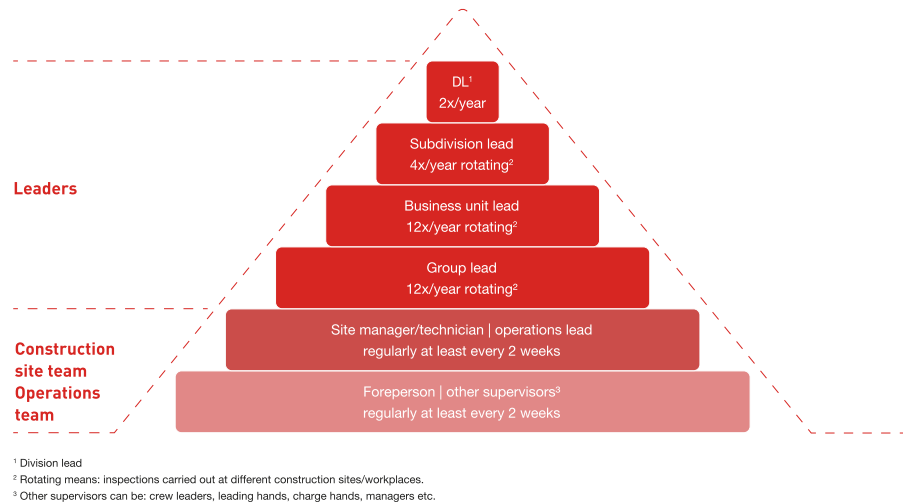 DL¹
2x/year
Subdivision lead
4x/year rotating²
Leaders
Business unit lead
12x/year rotating²
Group lead
12x/year rotating²
Construction
site team
Operations
team
Site manager/technician | operations lead
regularly at least every 2 weeks
Foreperson | other supervisors³
regularly at least every 2 weeks
¹ Division lead
² Rotating means: inspections carried out at different construction sites/workplaces.
³ Other supervisors can be: crew leaders, leading hands, charge hands, managers etc.